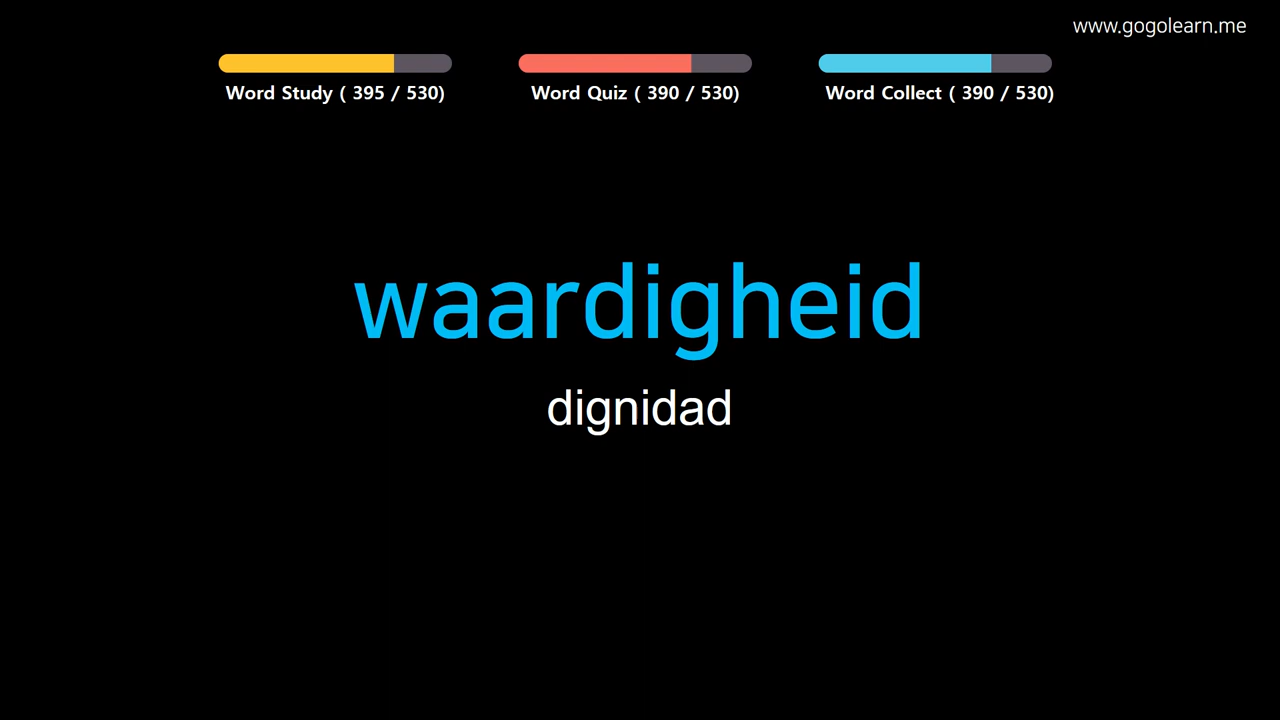 www.gogolearn.me
Word Study ( 395 / 530)
Word Quiz ( 390 / 530)
Word Collect ( 390 / 530)
waardigheid
dignidad